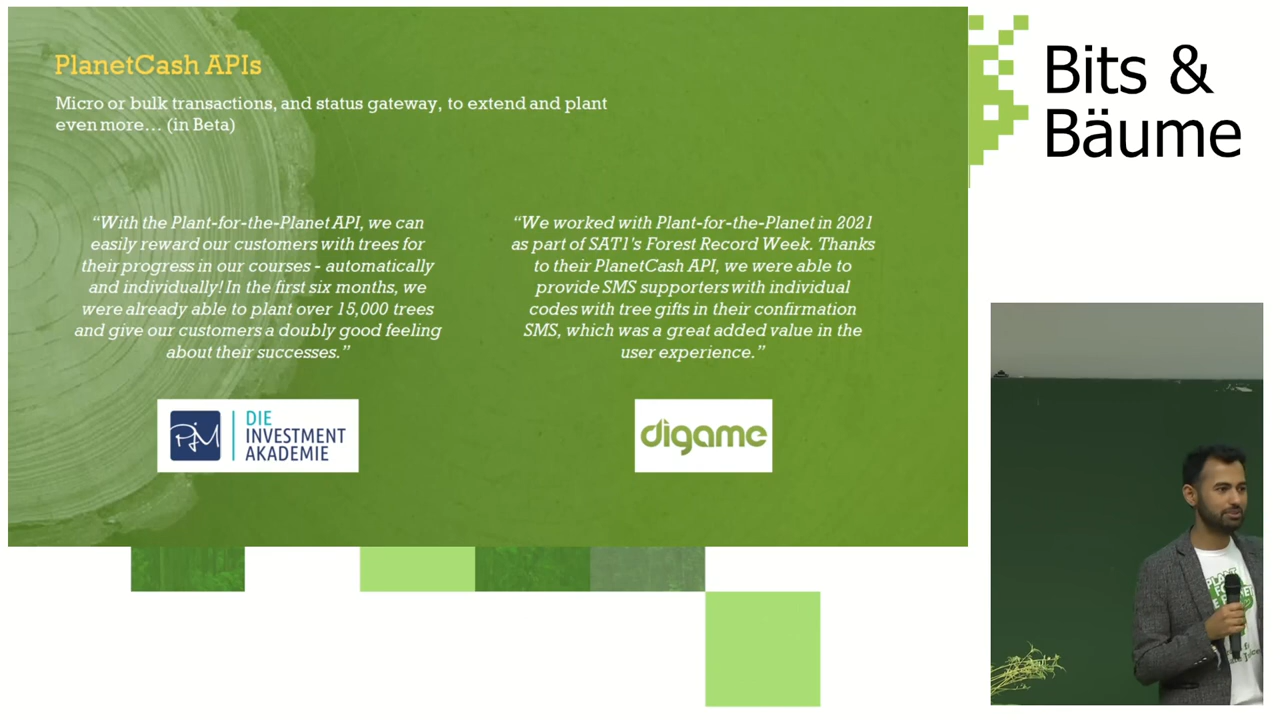 PlanetCash APIs
Micro or bulk transactions, and status gateway, to extend and plant
even more... (in Beta)
“With the Plant-for-the-Planet API, we can
easily reward our customers with trees for
their progress in our courses - automatically
and individually! In the first six months, we
were already able to plant over 15,000 trees
and give our customers a doubly good feeling
about their successes.”
DIE
INVESTMENT
AKADEMIE
“We worked with Plant-for-the-Planet in 2021
as part of SAT1's Forest Record Week. Thanks
to their PlanetCash API, we were able to
provide SMS supporters with individual
codes with tree gifts in their confirmation
SMS, which was a great added value in the
user experience.”
digame
Bits &
Bäume
PLANT